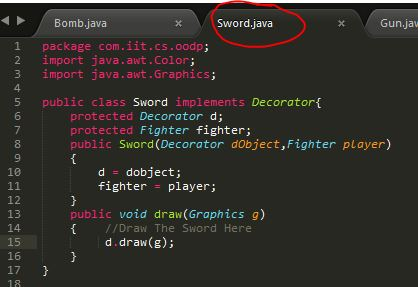 Bomb.java × Sword.java × Gun.jav
1 package com.iit.cs.oodp;
2 import java.awt.Color;
3 import java.awt.Graphics;
4
5 public class Sword implements Decorator{
6 protected Decorator d;
7 protected Fighter fighter;
8 public Sword(Decorator dObject,Fighter player)
9 {
10 d = dobject;
11 fighter = player;
12 }
13 public void draw(Graphics g)
14 { //Draw The Sword Here
15 d.draw(g);
16 }
17 }
18